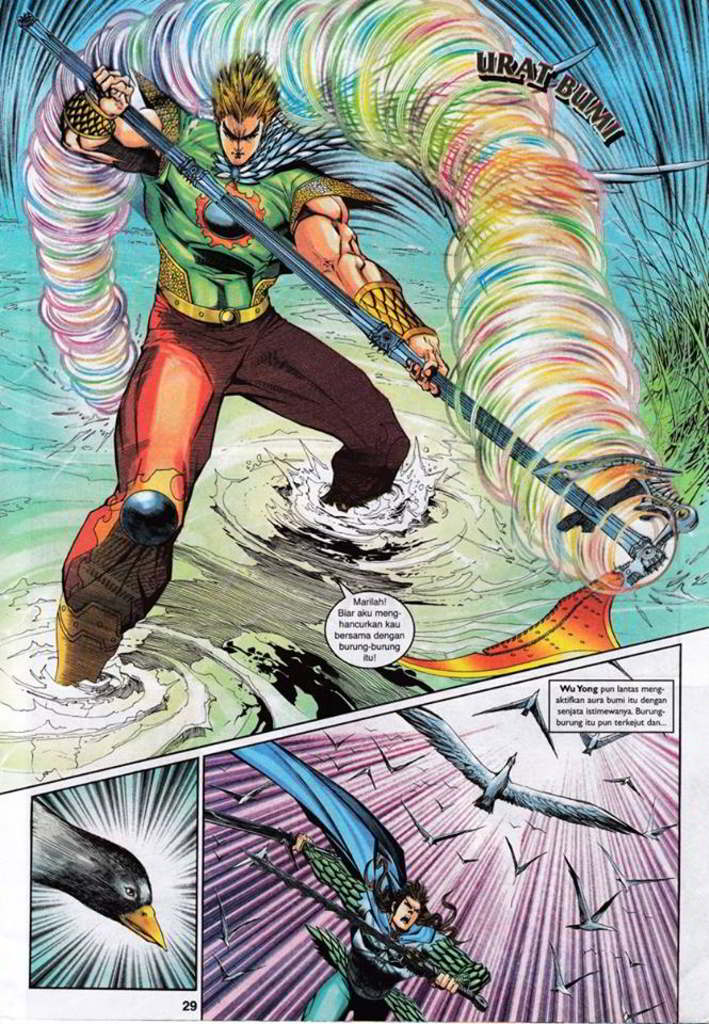 URAT BUMI
Marilah!
Biar aku meng-
hancurkan kau
bersama dengan
burung-burung
itu!
Wu Yong pun lantas meng-
aktifkan aura bumi itu dengan
senjata istimewanya. Burung-
burung itu pun terkejut dan...
29